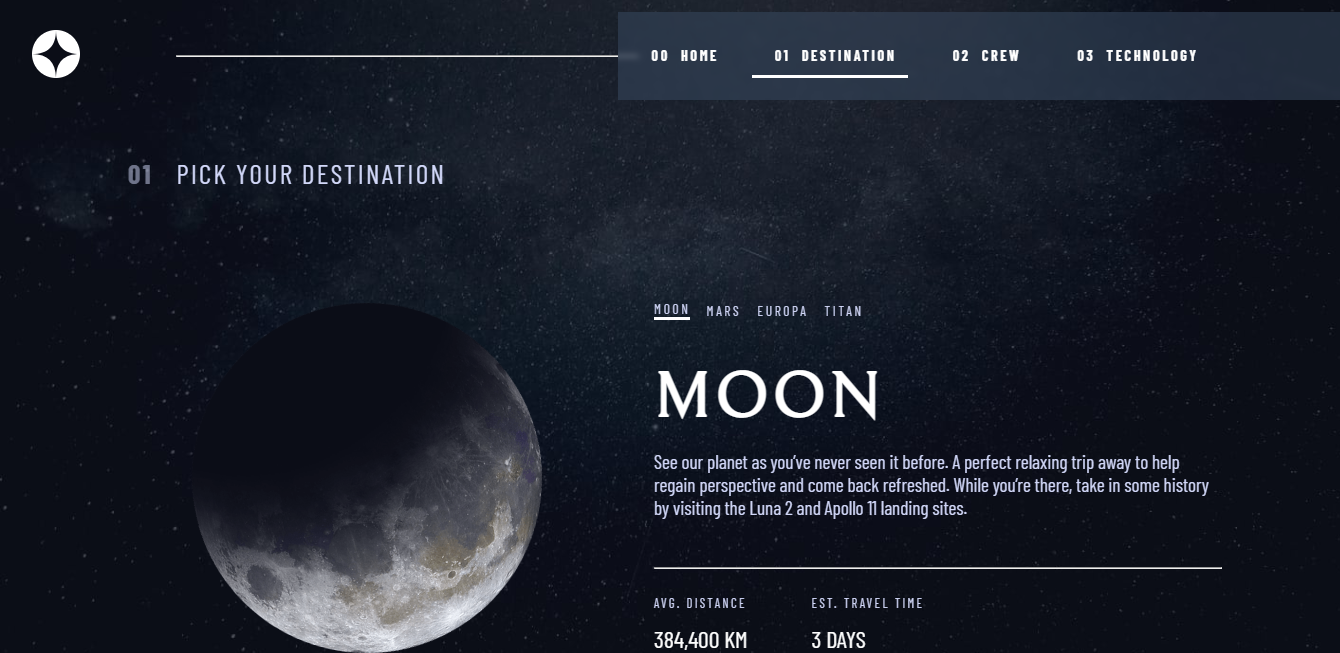 00 HOME 01 DESTINATION 02 CREW 03 TECHNOLOGY
01 PICK YOUR DESTINATION
MOON MARS EUROPA TITAN
MOON
See our planet as you’ve never seen it before. A perfect relaxing trip away to help
regain perspective and come back refreshed. While you’re there, take in some history
by visiting the Luna 2 and Apollo 11 landing sites.
AVG. DISTANCE EST. TRAVEL TIME
384,400 KM 3 DAYS